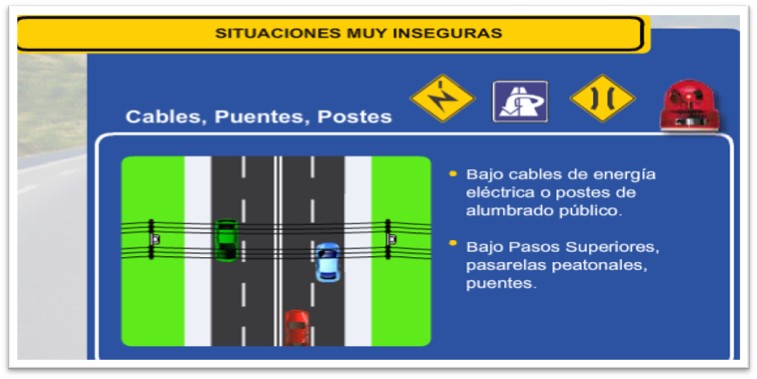 SITUACIONES MUY INSEGURAS
Cables, Puentes, Postes
Bajo cables de energía
eléctrica o postes de
alumbrado público.
Bajo Pasos Superiores,
pasarelas peatonales,
puentes.